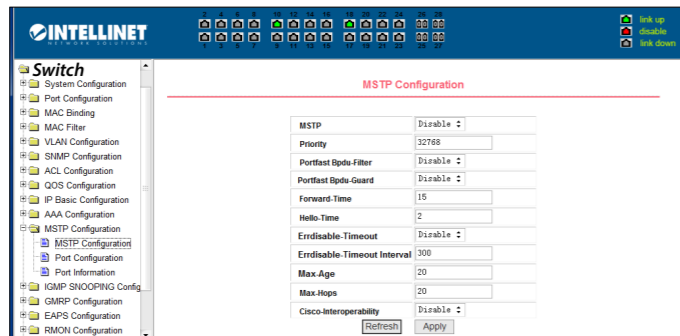 2 4 6 8 10 12 14 16 18 20 22 24 26 28
INTELLINET
NETWORK SOLUTIONS
1 3 5 7 9 11 13 15 17 19 21 23 25 27
link up
disable
link down
Switch
System Configuration
Port Configuration
MAC Binding
MAC Filter
VLAN Configuration
SNMP Configuration
ACL Configuration
QOS Configuration
IP Basic Configuration
AAA Configuration
MSTP Configuration
MSTP Configuration
Port Configuration
Port Information
IGMP SNOOPING Config
GMRP Configuration
EAPS Configuration
RMON Configuration
MSTP Configuration
MSTP Disable
Priority 32768
Portfast Bpdu-Filter Disable
Portfast Bpdu-Guard Disable
Forward-Time 15
Hello-Time 2
Errdisable-Timeout Disable
Errdisable-Timeout Interval 300
Max-Age 20
Max-Hops 20
Cisco-Interoperability Disable
Refresh Apply